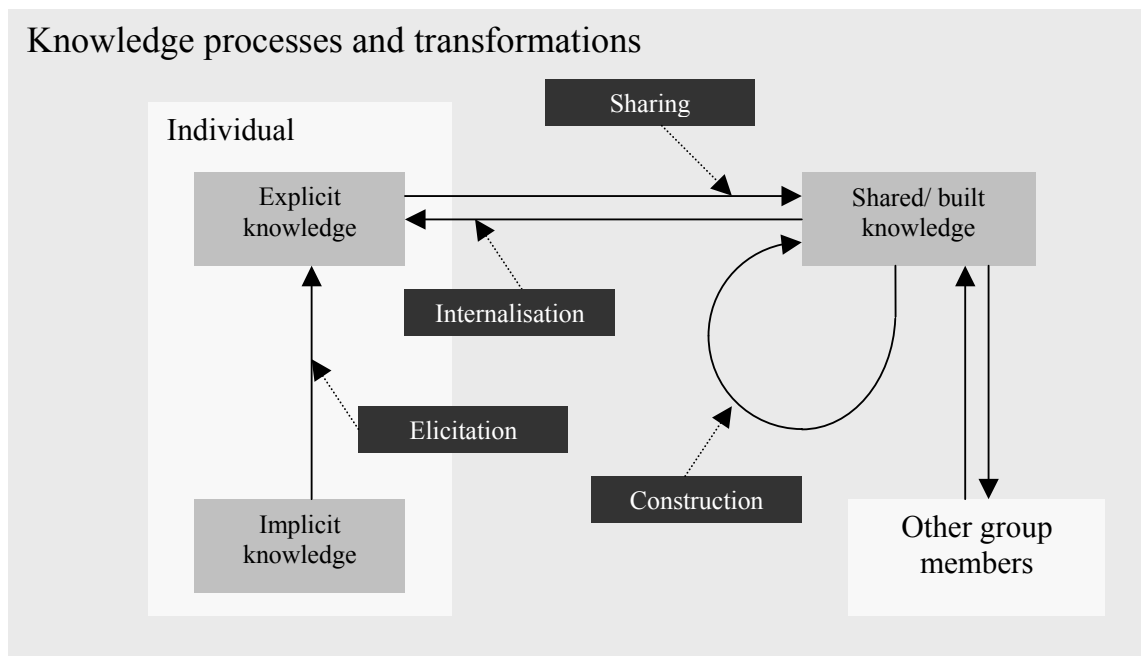 Knowledge processes and transformations
Sharing
Individual
Explicit
knowledge
Shared/ built
knowledge
Internalisation
Elicitation
Construction
Implicit
knowledge
Other group
members